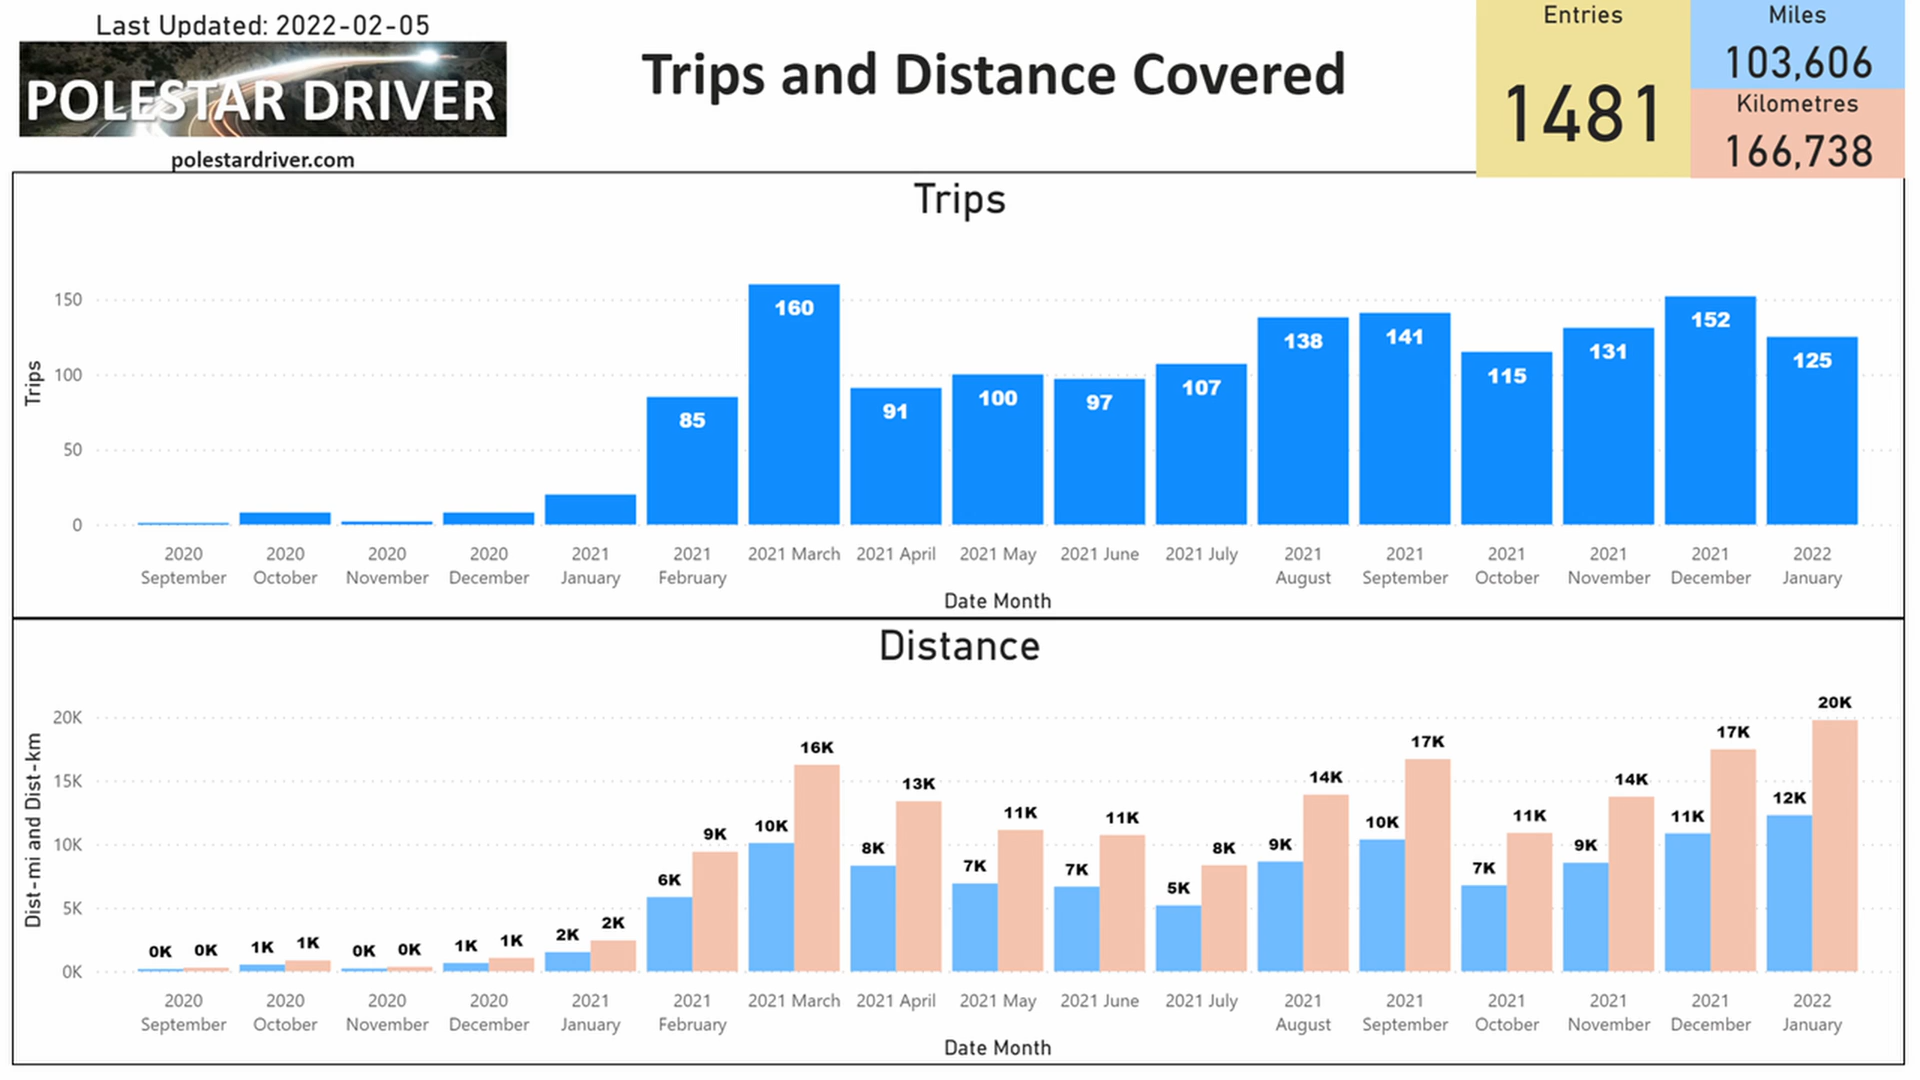 Last Updated: 2022-02-05
POLESTAR DRIVER
polestardriver.com
Trips and Distance Covered
Entries
1481
Miles
103,606
Kilometres
166,738
Trips
Trips
150
100
50
0
85
160
91
100
97
107
138
141
115
131
152
125
2020 September
2020 October
2020 November
2020 December
2021 January
2021 February
2021 March
2021 April
2021 May
2021 June
2021 July
2021 August
2021 September
2021 October
2021 November
2021 December
2022 January
Date Month
Distance
Dist-mi and Dist-km
20K
15K
10K
5K
0K
0K 0K
1K 1K
0K 0K
1K 1K
2K 2K
6K 9K
10K 16K
8K 13K
7K 11K
7K 11K
5K 8K
9K 14K
10K 17K
7K 11K
9K 14K
11K 17K
12K 20K
2020 September
2020 October
2020 November
2020 December
2021 January
2021 February
2021 March
2021 April
2021 May
2021 June
2021 July
2021 August
2021 September
2021 October
2021 November
2021 December
2022 January
Date Month